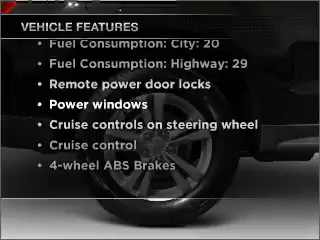 VEHICLE FEATURES
• Fuel Consumption: City: 20
• Fuel Consumption: Highway: 29
• Remote power door locks
• Power windows
• Cruise controls on steering wheel
• Cruise control
• 4-wheel ABS Brakes